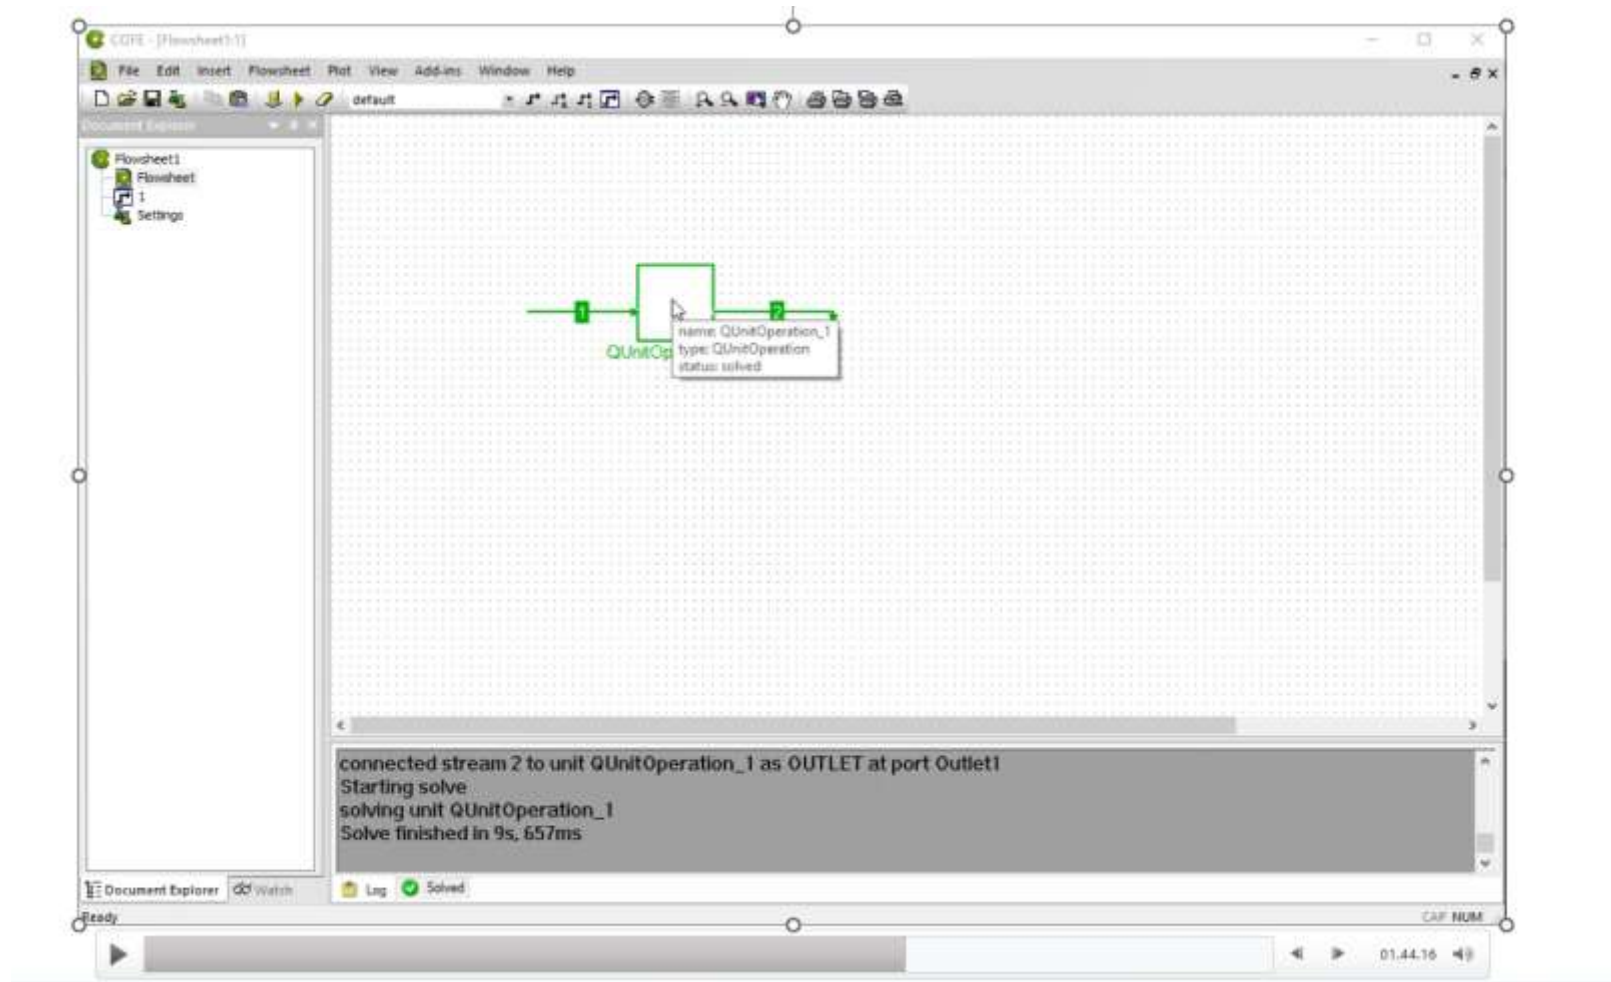 COFE - [Flowsheet1:1]
File Edit Insert Flowsheet Plot View Add-ins Window Help
default
Document Explorer
Flowsheet1
Flowsheet
1
Settings
1
2
QUnitOp
name: QUnitOperation_1
type: QUnitOperation
status: solved
connected stream 2 to unit QUnitOperation_1 as OUTLET at port Outlet1
Starting solve
solving unit QUnitOperation_1
Solve finished in 9s, 657ms
Document Explorer Watch
Log Solved
Ready
CAP NUM
01.44.16